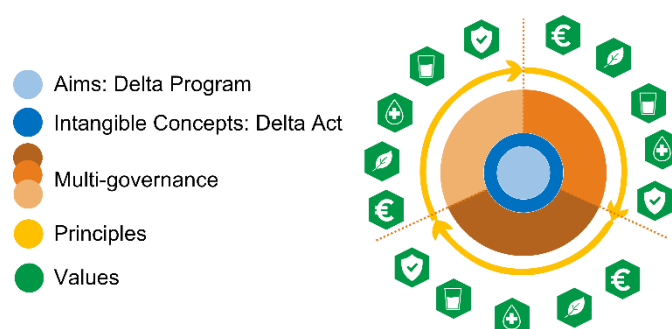 Aims: Delta Program
Intangible Concepts: Delta Act
Multi-governance
Principles
Values
€
€
€